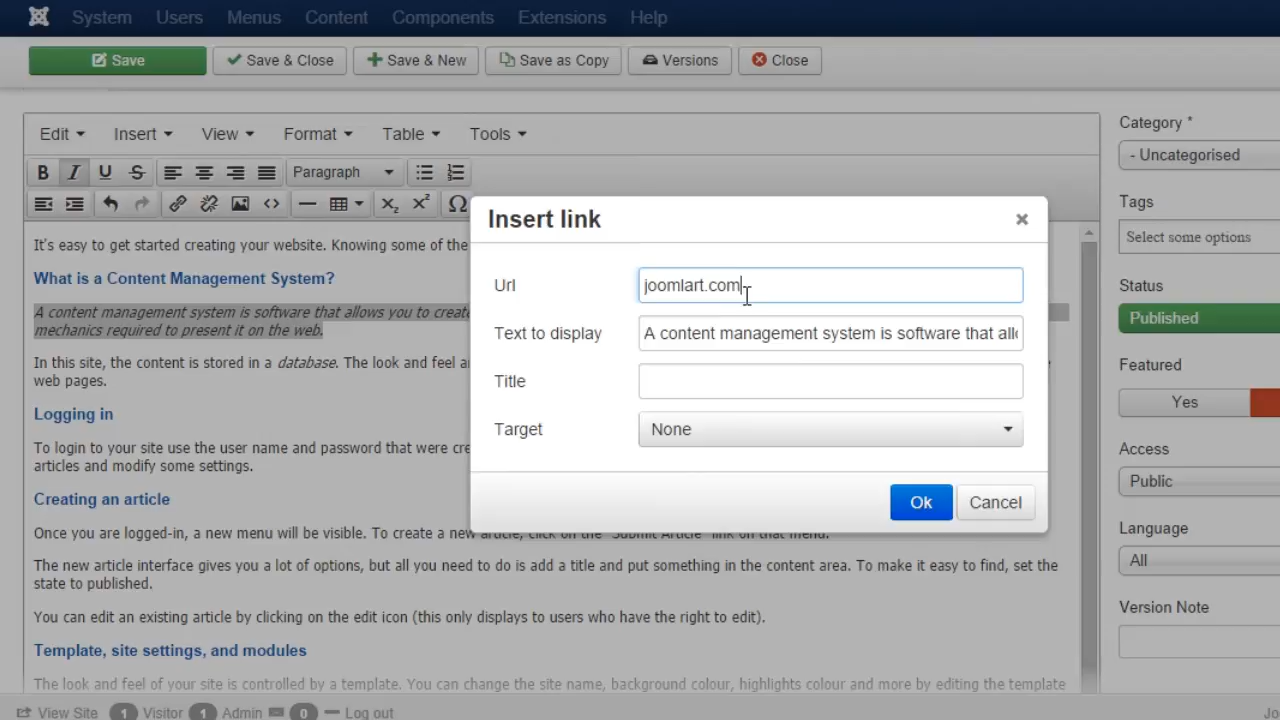 System Users Menus Content Components Extensions Help
Save Save & Close Save & New Save as Copy Versions Close
Edit Insert View Format Table Tools
B I U S Paragraph
Ω
Insert link
Url joomlart.com
Text to display A content management system is software that all
Title
Target None
Ok Cancel
It's easy to get started creating your website. Knowing some of the
What is a Content Management System?
A content management system is software that allows you to create
mechanics required to present it on the web.
In this site, the content is stored in a database. The look and feel a
web pages.
Logging in
To login to your site use the user name and password that were cre
articles and modify some settings.
Creating an article
Once you are logged-in, a new menu will be visible. To create a new article, click on the "Submit Article" link on that menu.
The new article interface gives you a lot of options, but all you need to do is add a title and put something in the content area. To make it easy to find, set the
state to published.
You can edit an existing article by clicking on the edit icon (this only displays to users who have the right to edit).
Template, site settings, and modules
The look and feel of your site is controlled by a template. You can change the site name, background colour, highlights colour and more by editing the template
Category *
- Uncategorised
Tags
Select some options
Status
Published
Featured
Yes
Access
Public
Language
All
Version Note
View Site 1 Visitor 1 Admin 0 Log out Jo